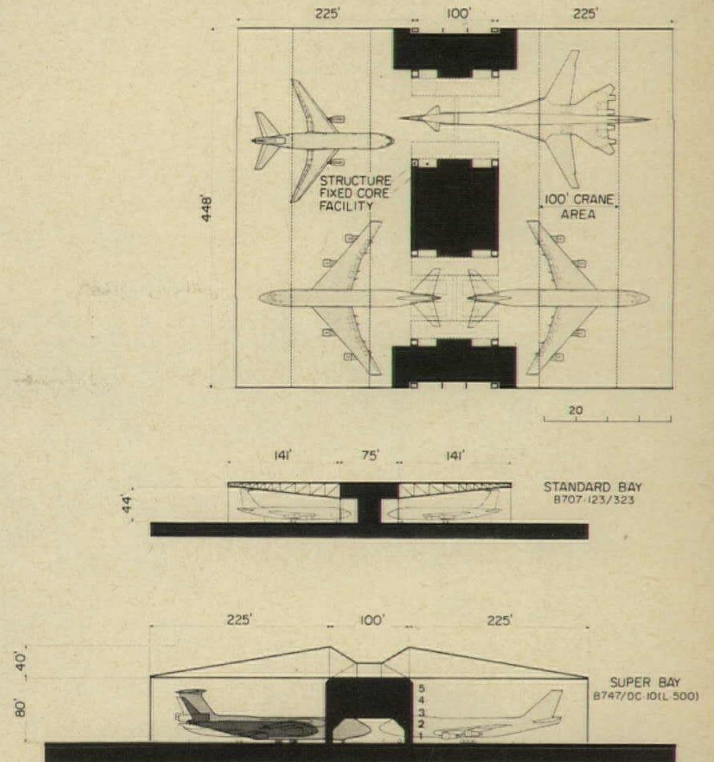 225' 100' 225'
448'
STRUCTURE
FIXED CORE
FACILITY
100' CRANE
AREA
20
141' 75' 141'
44'
STANDARD BAY
B707-123/323
225' 100' 225'
40'
80'
5
4
3
2
1
SUPER BAY
B747/DC-10(L-500)